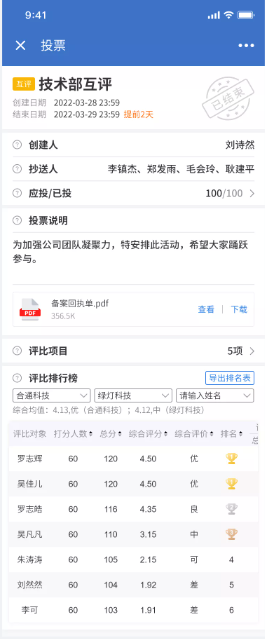 9:41
投票
互评 技术部互评
创建日期 2022-03-28 23:59
结束日期 2022-03-29 23:59 提前2天
已结束
创建人 刘诗然
抄送人 李镇杰、郑发雨、毛会玲、耿建平
应投/已投 100/100
投票说明
为加强公司团队凝聚力，特安排此活动，希望大家踊跃
参与。
备案回执单.pdf
PDF
356.9K
查看 | 下载
评比项目 5项
评比排行榜 导出排名表
合通科技 绿灯科技 请输入姓名
综合均值：4.13,优（合通科技）；4.12,中（绿灯科技）
评比对象 打分人数 总分 综合评分 综合评价 排名
罗志辉 60 120 4.50 优
吴佳儿 60 120 4.50 优
罗志皓 60 116 4.35 良
吴凡凡 60 110 3.15 中
朱涛涛 60 105 2.15 可 4
刘然然 60 104 1.92 差 5
李可 60 103 1.91 差 6